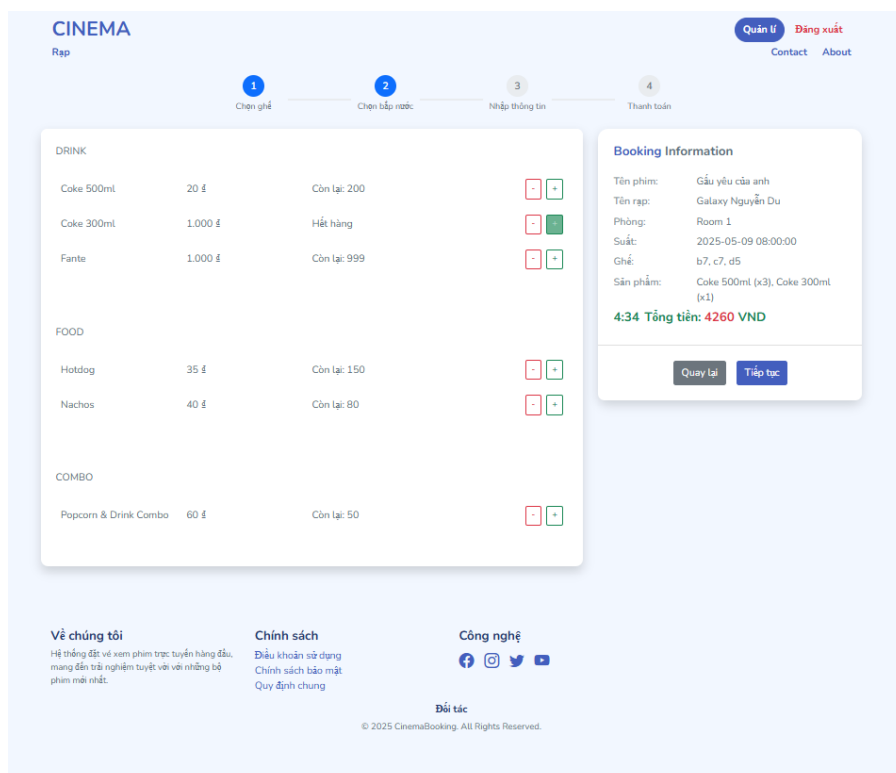 CINEMA
Quản lí Đăng xuất
Rạp
Contact About
1 2 3 4
Chọn ghế Chọn bắp nước Nhập thông tin Thanh toán
DRINK
Coke 500ml 20 ₫ Còn lại: 200 - +
Coke 300ml 1.000 ₫ Hết hàng - +
Fante 1.000 ₫ Còn lại: 999 - +
FOOD
Hotdog 35 ₫ Còn lại: 150 - +
Nachos 40 ₫ Còn lại: 80 - +
COMBO
Popcorn & Drink Combo 60 ₫ Còn lại: 50 - +
Booking Information
Tên phim: Gấu yêu của anh
Tên rạp: Galaxy Nguyễn Du
Phòng: Room 1
Suất: 2025-05-09 08:00:00
Ghế: b7, c7, d5
Sản phẩm: Coke 500ml (x3), Coke 300ml
(x1)
4:34 Tổng tiền: 4260 VND
Quay lại Tiếp tục
Về chúng tôi
Hệ thống đặt vé xem phim trực tuyến hàng đầu,
mang đến trải nghiệm tuyệt vời với những bộ
phim mới nhất.
Chính sách
Điều khoản sử dụng
Chính sách bảo mật
Quy định chung
Công nghệ
Đối tác
© 2025 CinemaBooking. All Rights Reserved.